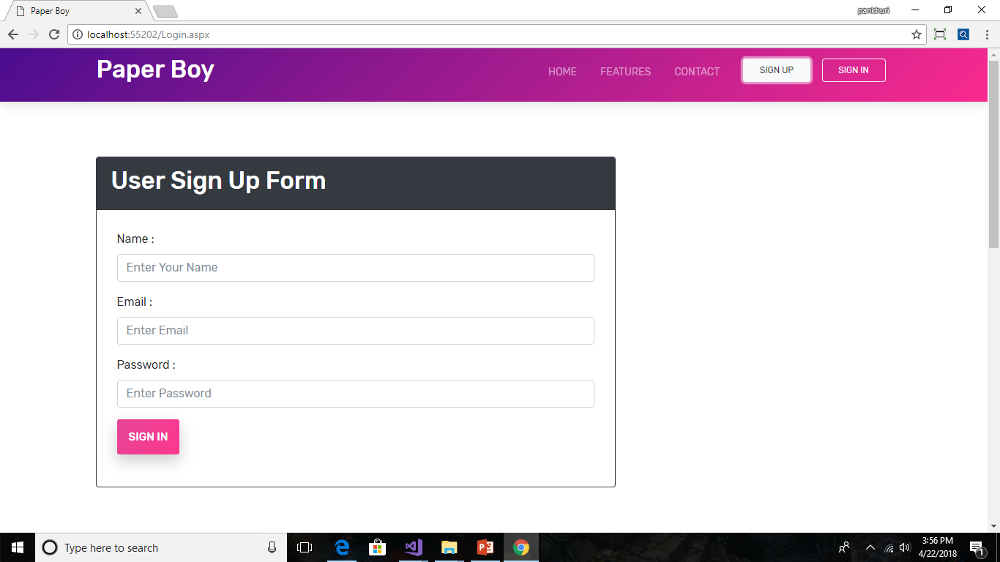 Paper Boy
pankhuri
localhost:55202/Login.aspx
Paper Boy
HOME FEATURES CONTACT SIGN UP SIGN IN
User Sign Up Form
Name :
Enter Your Name
Email :
Enter Email
Password :
Enter Password
SIGN IN
Type here to search
3:56 PM
4/22/2018
1